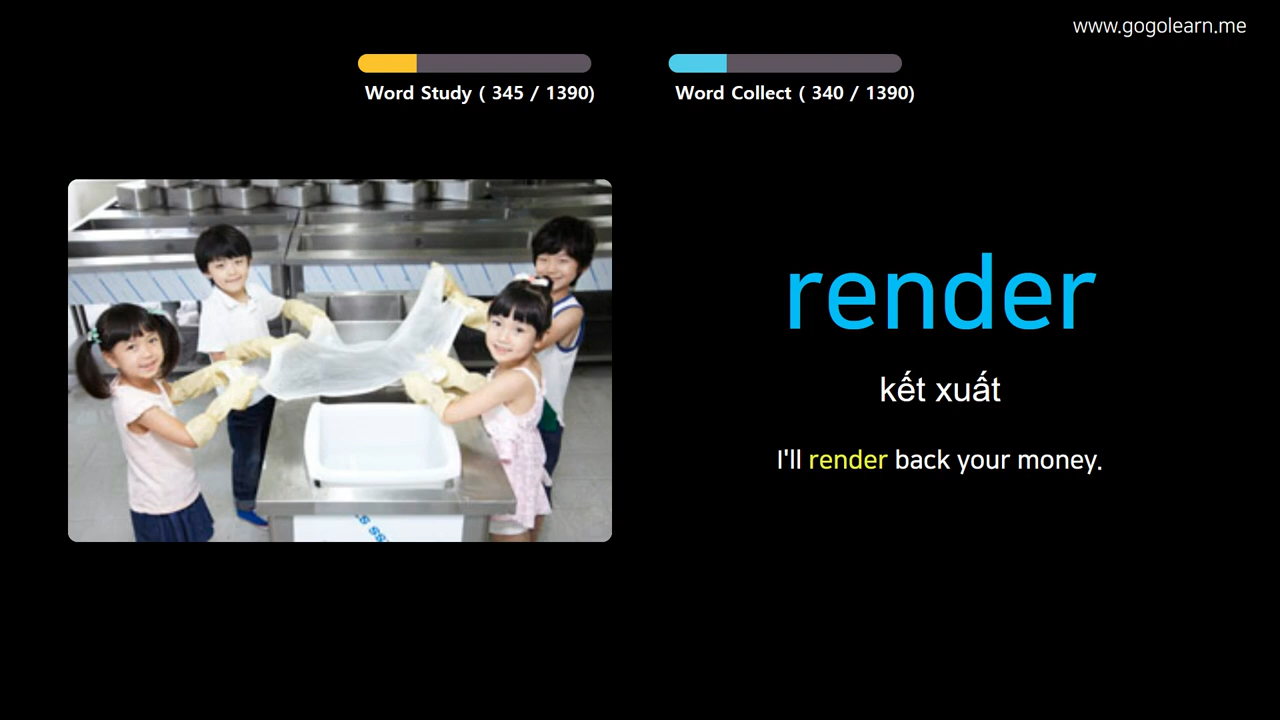 www.gogolearn.me
Word Study ( 345 / 1390)
Word Collect ( 340 / 1390)
render
kết xuất
I'll render back your money.